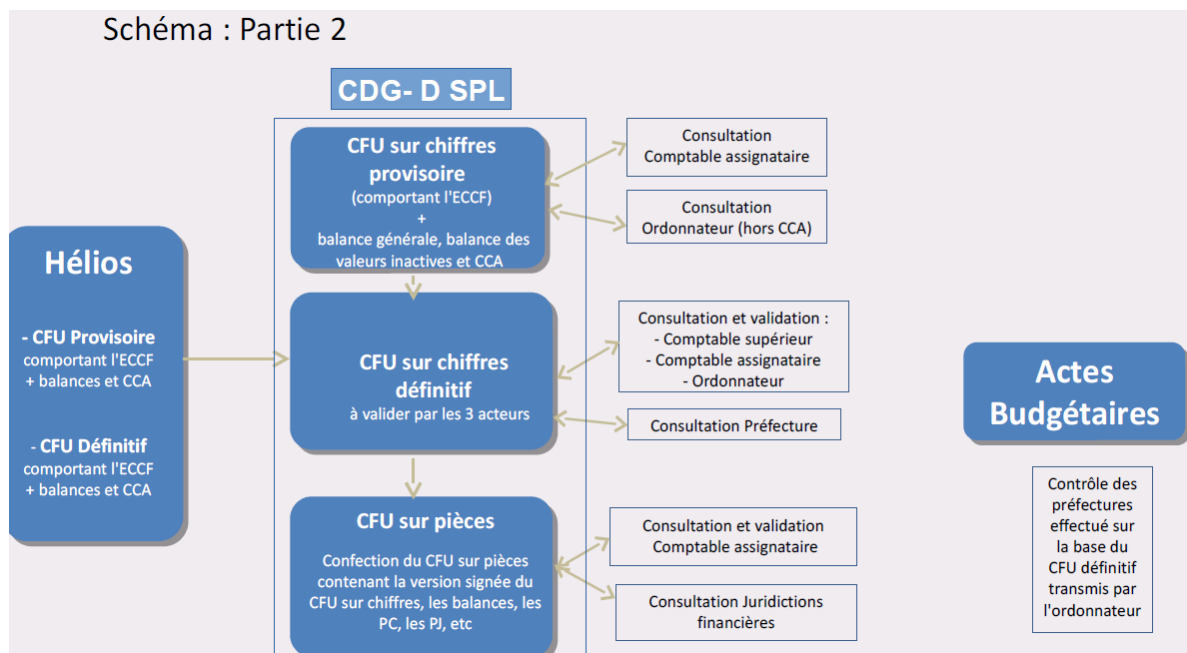 Schéma : Partie 2
CDG- D SPL
Hélios
- CFU Provisoire
comportant l'ECCF
+ balances et CCA
- CFU Définitif
comportant l'ECCF
+ balances et CCA
CFU sur chiffres
provisoire
(comportant l'ECCF)
+
balance générale, balance des
valeurs inactives et CCA
Consultation
Comptable assignataire
Consultation
Ordonnateur (hors CCA)
CFU sur chiffres
définitif
à valider par les 3 acteurs
Consultation et validation :
- Comptable supérieur
- Comptable assignataire
- Ordonnateur
Consultation Préfecture
CFU sur pièces
Confection du CFU sur pièces
contenant la version signée du
CFU sur chiffres, les balances, les
PC, les PJ, etc
Consultation et validation
Comptable assignataire
Consultation Juridictions
financières
Actes
Budgétaires
Contrôle des
préfectures
effectué sur
la base du
CFU définitif
transmis par
l'ordonnateur